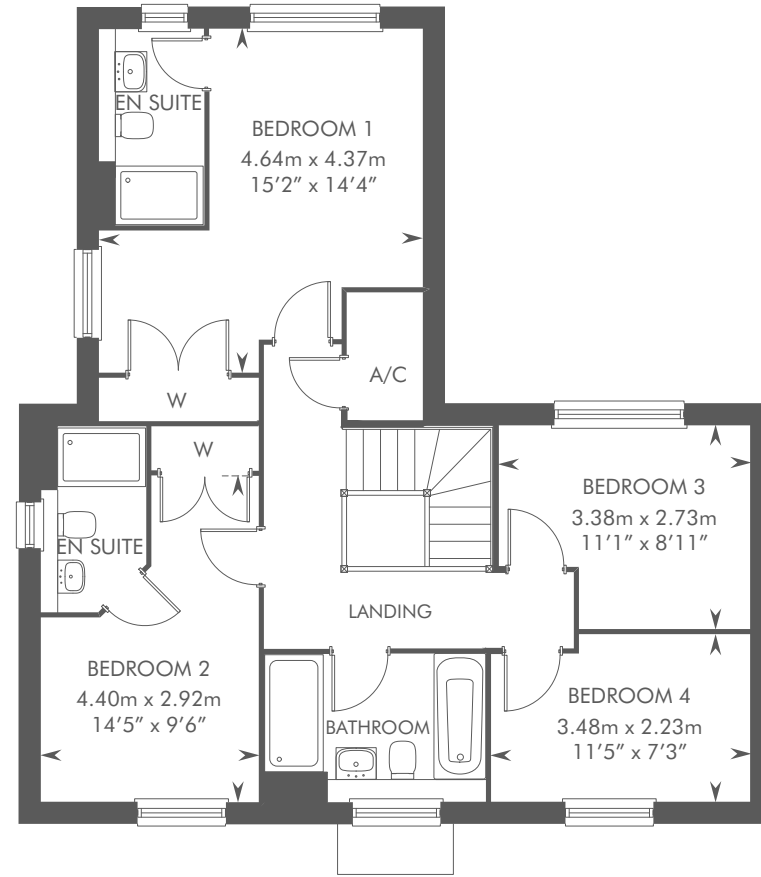 EN SUITE
BEDROOM 1
4.64m x 4.37m
15’2” x 14’4”
A/C
W
W
EN SUITE
BEDROOM 3
3.38m x 2.73m
11’1” x 8’11”
LANDING
BEDROOM 2
4.40m x 2.92m
14’5” x 9’6”
BATHROOM
BEDROOM 4
3.48m x 2.23m
11’5” x 7’3”